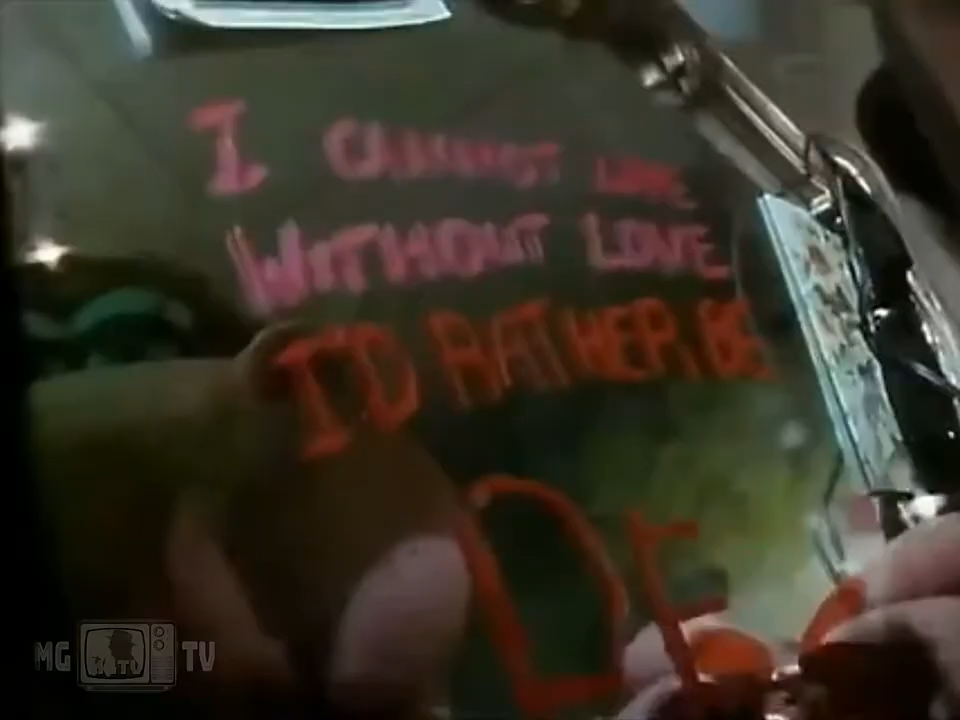 I CANNOT LIVE
WITHOUT LOVE
I'D RATHER BE
DE
MG TV